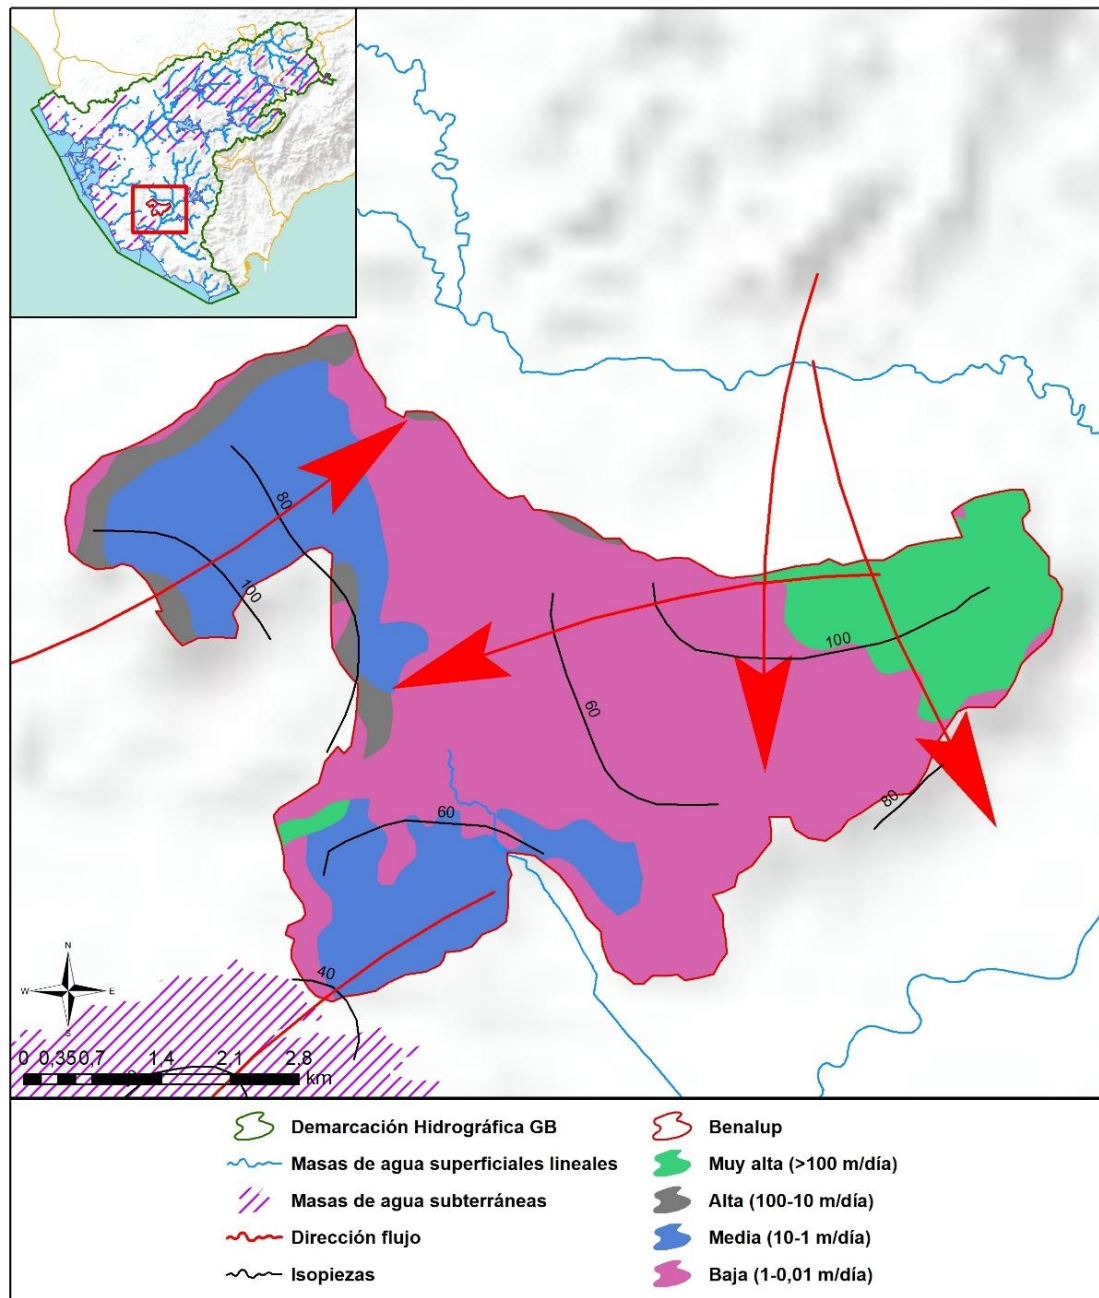 80
100
100
60
80
60
40
N
W E
S
0 0,35 0,7 1,4 2,1 2,8
km
Demarcación Hidrográfica GB
Benalup
Masas de agua superficiales lineales
Muy alta (>100 m/día)
Masas de agua subterráneas
Alta (100-10 m/día)
Dirección flujo
Media (10-1 m/día)
Isopiezas
Baja (1-0,01 m/día)